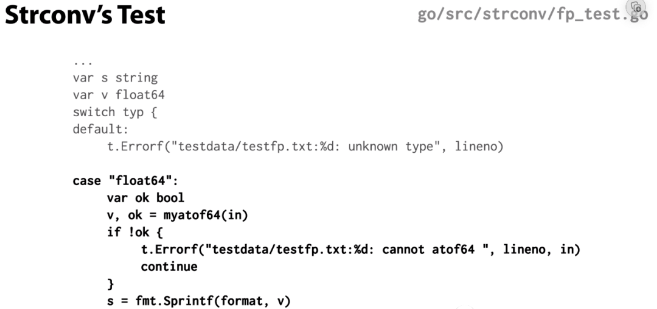 Strconv's Test
go/src/strconv/fp_test.go
...
var s string
var v float64
switch typ {
default:
t.Errorf("testdata/testfp.txt:%d: unknown type", lineno)
case "float64":
var ok bool
v, ok = myatof64(in)
if !ok {
t.Errorf("testdata/testfp.txt:%d: cannot atof64 ", lineno, in)
continue
}
s = fmt.Sprintf(format, v)